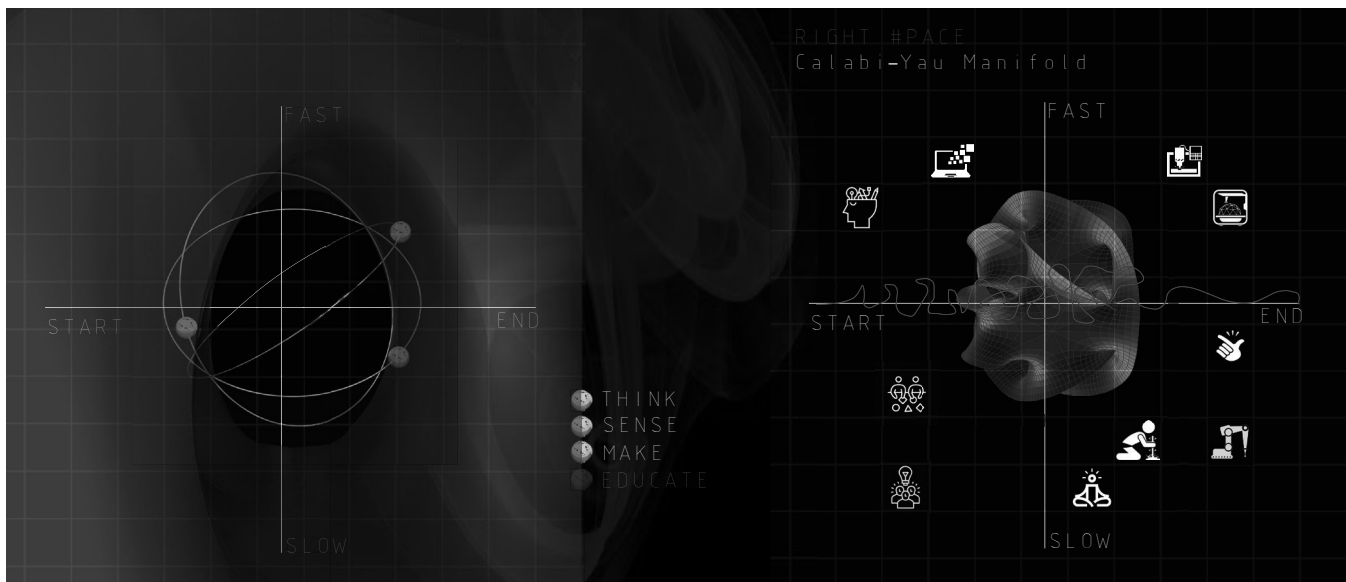 FAST
START
END
SLOW
THINK
SENSE
MAKE
EDUCATE
RIGHT #PACE
Calabi-Yau Manifold
FAST
START
END
SLOW